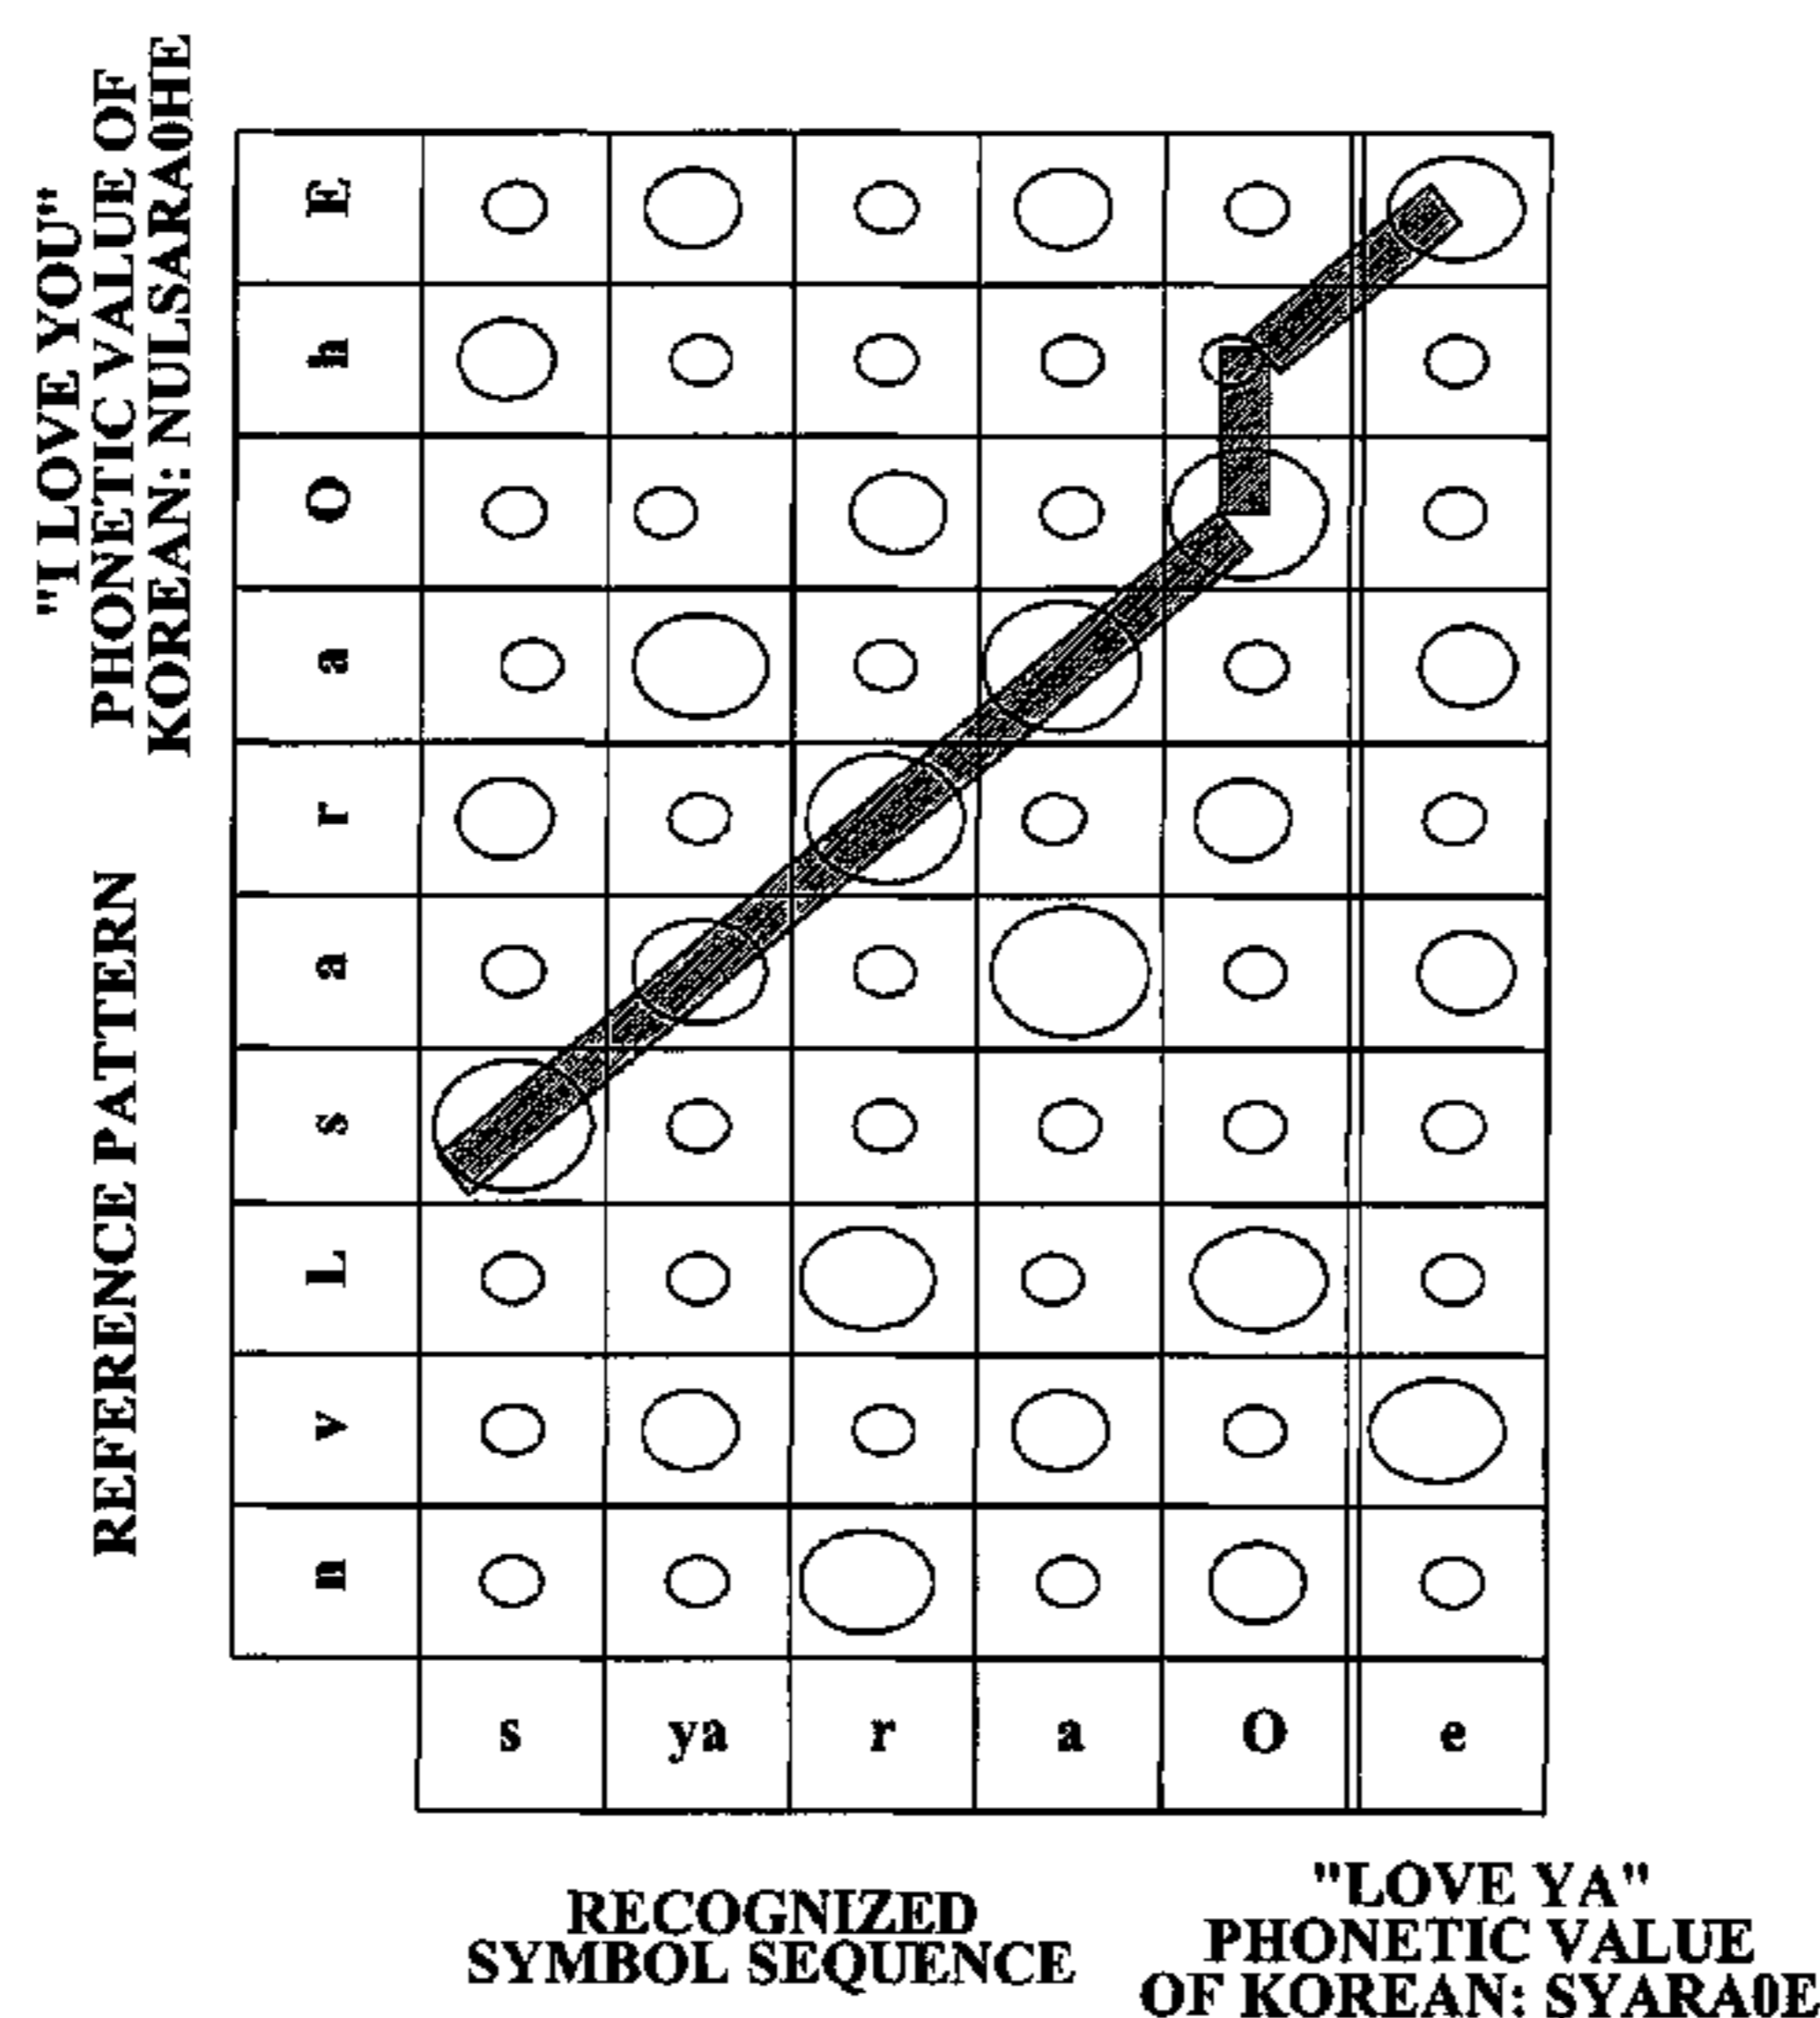 "I LOVE YOU"
PHONETIC VALUE OF
KOREAN: NULSARA0HE
REFERENCE PATTERN
E
h
O
a
r
a
s
L
v
n
s ya r a O e
RECOGNIZED
SYMBOL SEQUENCE
"LOVE YA"
PHONETIC VALUE
OF KOREAN: SYARA0E